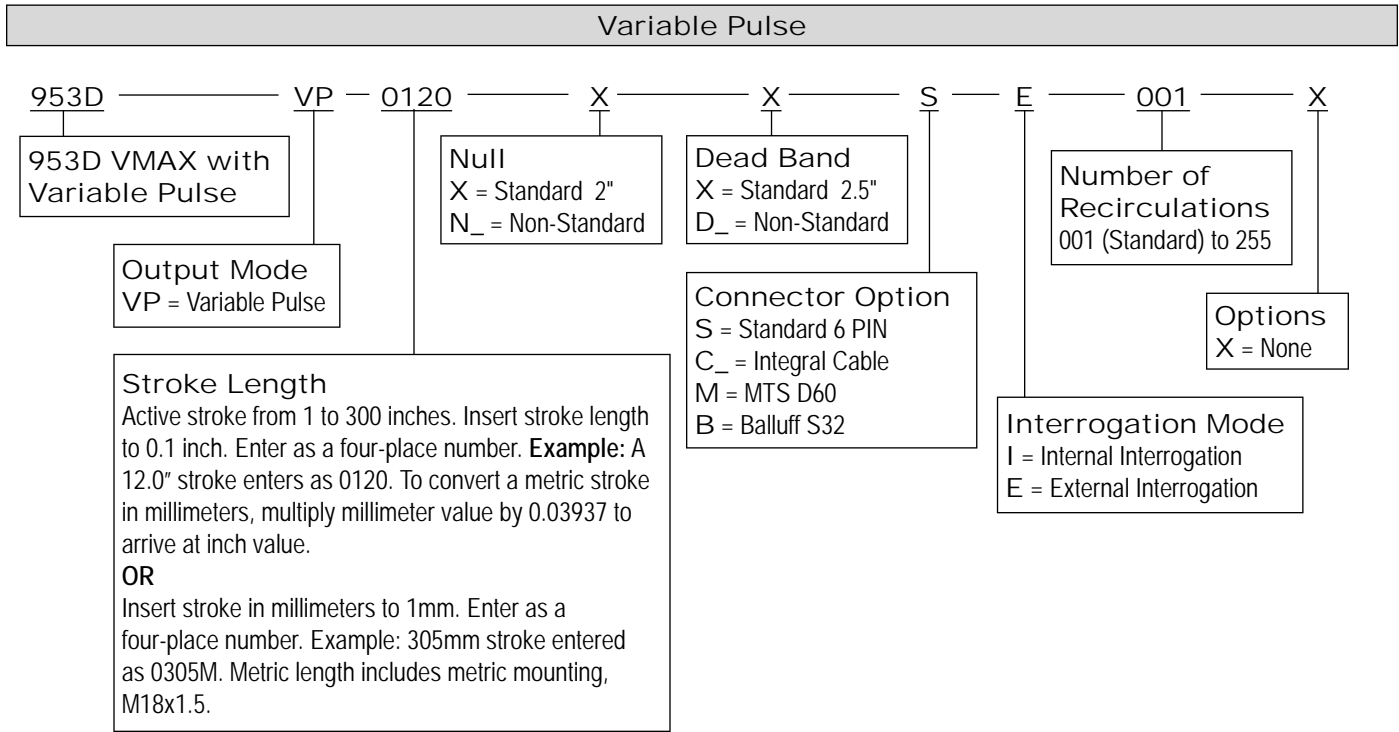 Variable Pulse
953D VP 0120 X X S E 001 X
953D VMAX with
Variable Pulse
Output Mode
VP = Variable Pulse
Stroke Length
Active stroke from 1 to 300 inches. Insert stroke length
to 0.1 inch. Enter as a four-place number. Example: A
12.0" stroke enters as 0120. To convert a metric stroke
in millimeters, multiply millimeter value by 0.03937 to
arrive at inch value.
OR
Insert stroke in millimeters to 1mm. Enter as a
four-place number. Example: 305mm stroke entered
as 0305M. Metric length includes metric mounting,
M18x1.5.
Null
X = Standard 2"
N_ = Non-Standard
Dead Band
X = Standard 2.5"
D_ = Non-Standard
Connector Option
S = Standard 6 PIN
C_ = Integral Cable
M = MTS D60
B = Balluff S32
Interrogation Mode
I = Internal Interrogation
E = External Interrogation
Number of
Recirculations
001 (Standard) to 255
Options
X = None